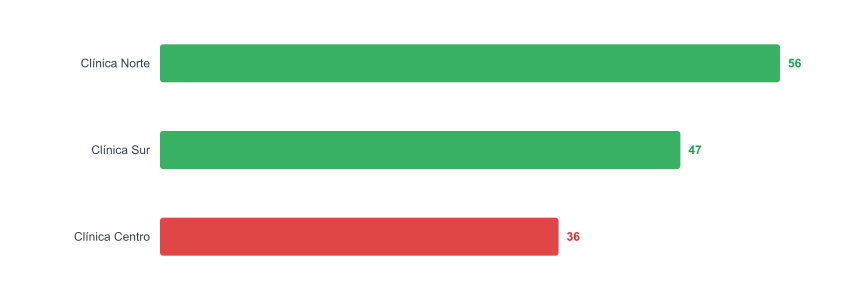 Clínica Norte 56
Clínica Sur 47
Clínica Centro 36